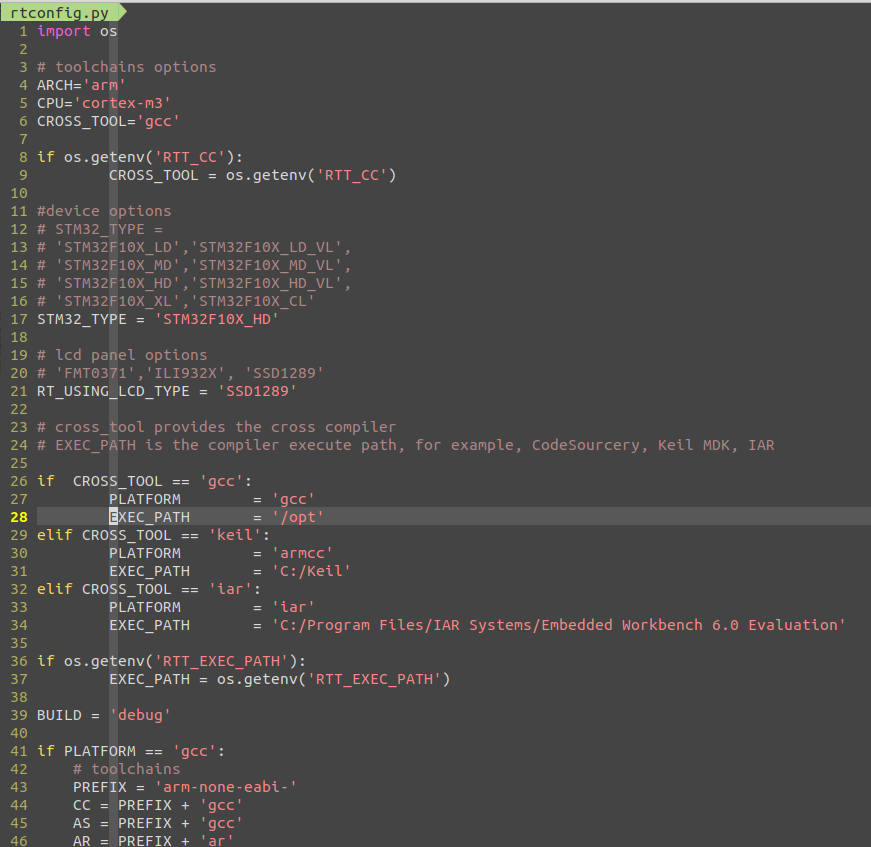 rtconfig.py
1 import os
2
3 # toolchains options
4 ARCH='arm'
5 CPU='cortex-m3'
6 CROSS_TOOL='gcc'
7
8 if os.getenv('RTT_CC'):
9         CROSS_TOOL = os.getenv('RTT_CC')
10
11 #device options
12 # STM32_TYPE =
13 # 'STM32F10X_LD','STM32F10X_LD_VL',
14 # 'STM32F10X_MD','STM32F10X_MD_VL',
15 # 'STM32F10X_HD','STM32F10X_HD_VL',
16 # 'STM32F10X_XL','STM32F10X_CL'
17 STM32_TYPE = 'STM32F10X_HD'
18
19 # lcd panel options
20 # 'FMT0371','ILI932X', 'SSD1289'
21 RT_USING_LCD_TYPE = 'SSD1289'
22
23 # cross_tool provides the cross compiler
24 # EXEC_PATH is the compiler execute path, for example, CodeSourcery, Keil MDK, IAR
25
26 if  CROSS_TOOL == 'gcc':
27         PLATFORM        = 'gcc'
28         EXEC_PATH       = '/opt'
29 elif CROSS_TOOL == 'keil':
30         PLATFORM        = 'armcc'
31         EXEC_PATH       = 'C:/Keil'
32 elif CROSS_TOOL == 'iar':
33         PLATFORM        = 'iar'
34         EXEC_PATH       = 'C:/Program Files/IAR Systems/Embedded Workbench 6.0 Evaluation'
35
36 if os.getenv('RTT_EXEC_PATH'):
37         EXEC_PATH = os.getenv('RTT_EXEC_PATH')
38
39 BUILD = 'debug'
40
41 if PLATFORM == 'gcc':
42     # toolchains
43     PREFIX = 'arm-none-eabi-'
44     CC = PREFIX + 'gcc'
45     AS = PREFIX + 'gcc'
46     AR = PREFIX + 'ar'